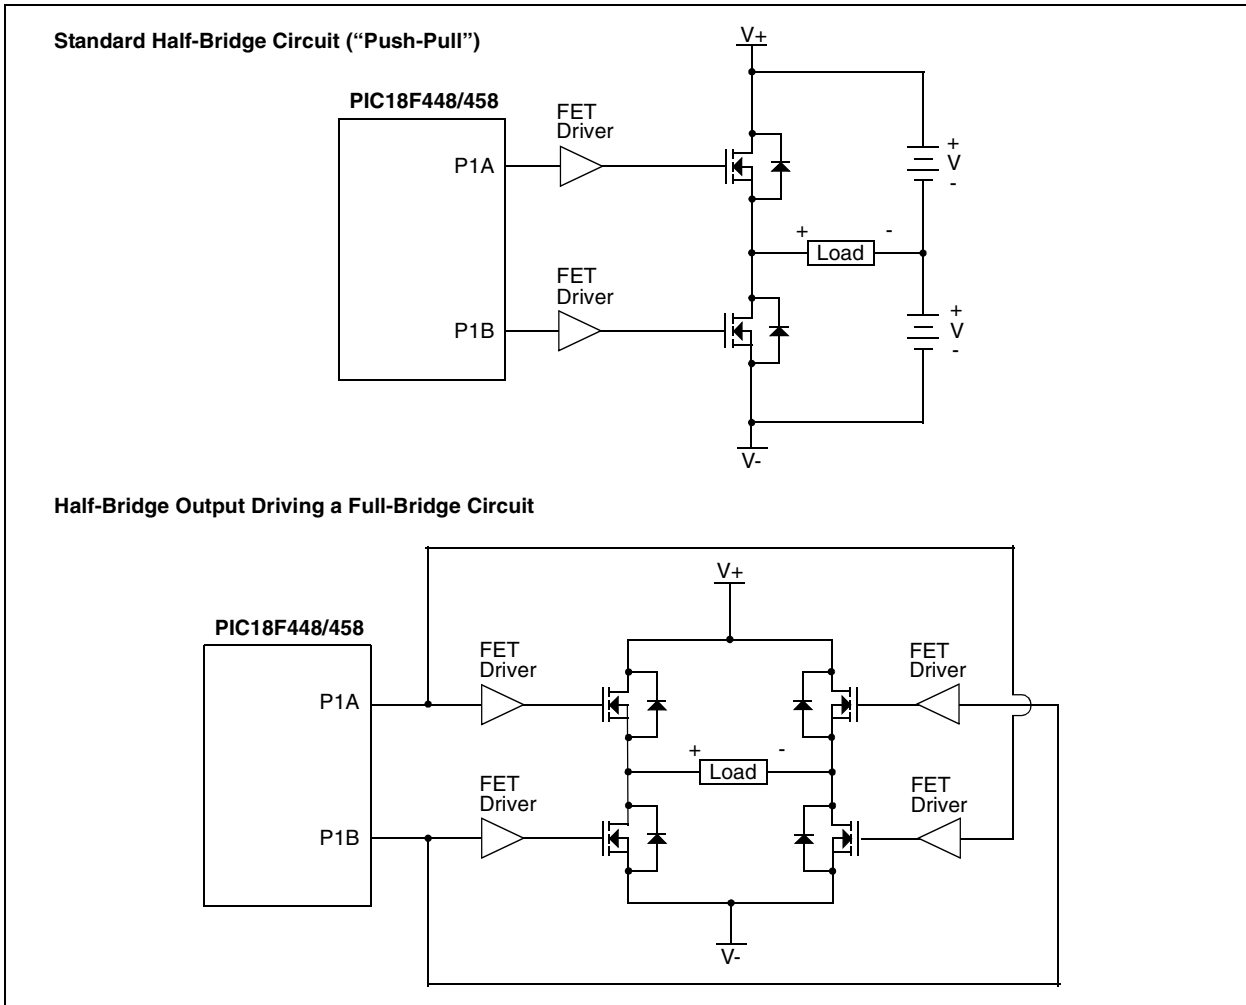 Standard Half-Bridge Circuit (“Push-Pull”)
V+
PIC18F448/458
FET
Driver
P1A
+
V
-
+
-
Load
FET
Driver
P1B
+
V
-
V-
Half-Bridge Output Driving a Full-Bridge Circuit
V+
PIC18F448/458
FET
Driver
FET
Driver
P1A
+
-
Load
FET
Driver
FET
Driver
P1B
V-